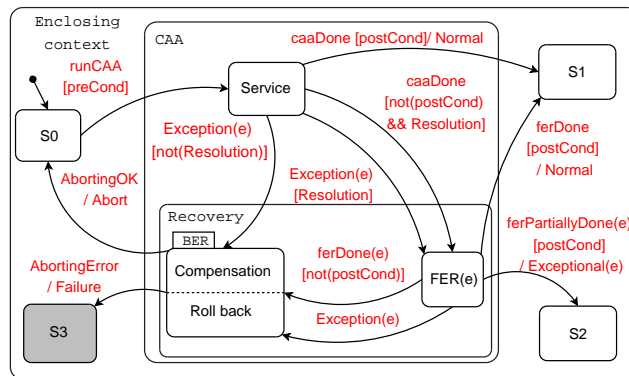 Enclosing
context
CAA
runCAA
[preCond]
caaDone [postCond]/ Normal
S0
Service
S1
caaDone
[not(postCond)
&& Resolution]
Exception(e)
[not(Resolution)]
ferDone
[postCond]
/ Normal
Exception(e)
[Resolution]
AbortingOK
/ Abort
Recovery
BER
ferPartiallyDone(e)
[postCond]
/ Exceptional(e)
Compensation
ferDone(e)
[not(postCond)]
FER(e)
AbortingError
/ Failure
Roll back
Exception(e)
S3
S2